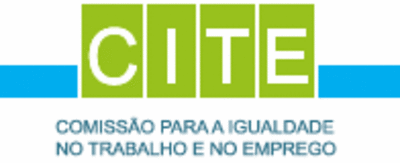 CITE
COMISSÃO PARA A IGUALDADE
NO TRABALHO E NO EMPREGO